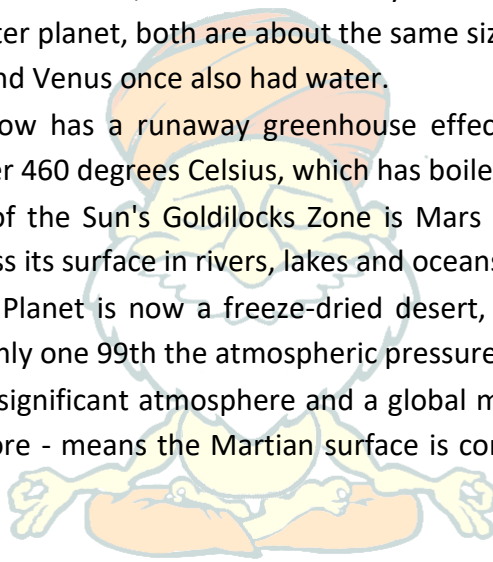 ter planet, both are about the same siz
nd Venus once also had water.
ow has a runaway greenhouse effec
er 460 degrees Celsius, which has boile
of the Sun's Goldilocks Zone is Mars
ss its surface in rivers, lakes and oceans
Planet is now a freeze-dried desert,
nly one 99th the atmospheric pressure
significant atmosphere and a global m
ore - means the Martian surface is con